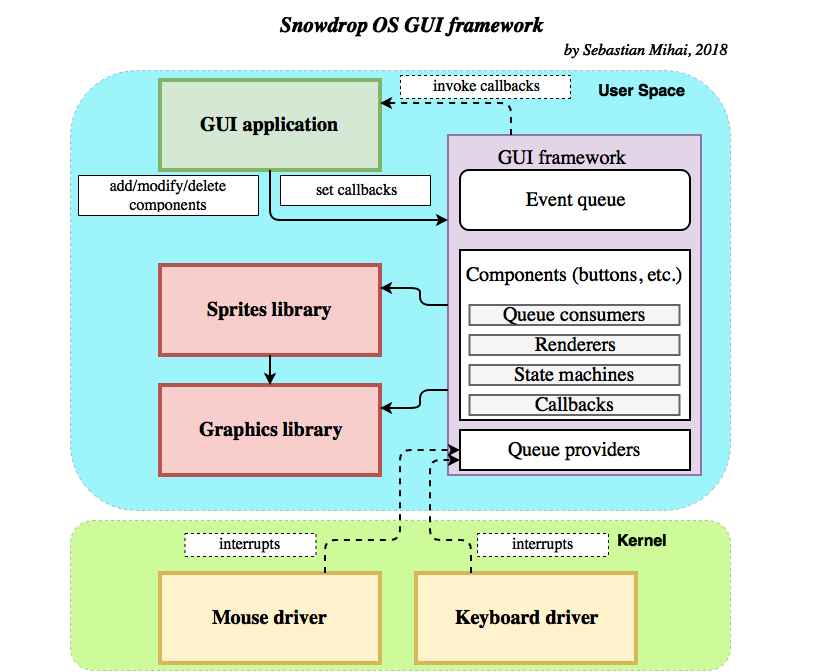 Snowdrop OS GUI framework
by Sebastian Mihai, 2018
invoke callbacks
User Space
GUI application
GUI framework
add/modify/delete
components
set callbacks
Event queue
Components (buttons, etc.)
Sprites library
Queue consumers
Renderers
State machines
Callbacks
Graphics library
Queue providers
interrupts
interrupts
Kernel
Mouse driver
Keyboard driver